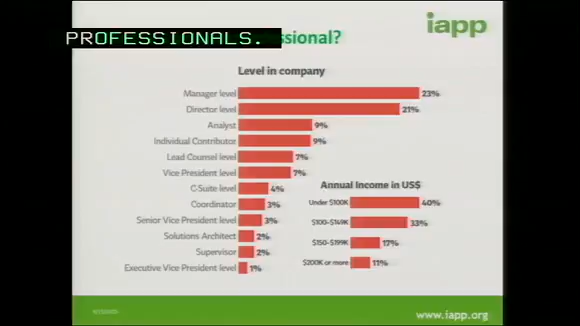 iapp
PROFESSIONALS.
ssional?
Level in company
Manager level 23%
Director level 21%
Analyst 9%
Individual Contributor 9%
Lead Counsel level 7%
Vice President level 7%
C-Suite level 4%
Coordinator 3%
Senior Vice President level 3%
Solutions Architect 2%
Supervisor 2%
Executive Vice President level 1%
Annual Income in US$
Under $100K 40%
$100-$149K 33%
$150-$199K 17%
$200K or more 11%
www.iapp.org